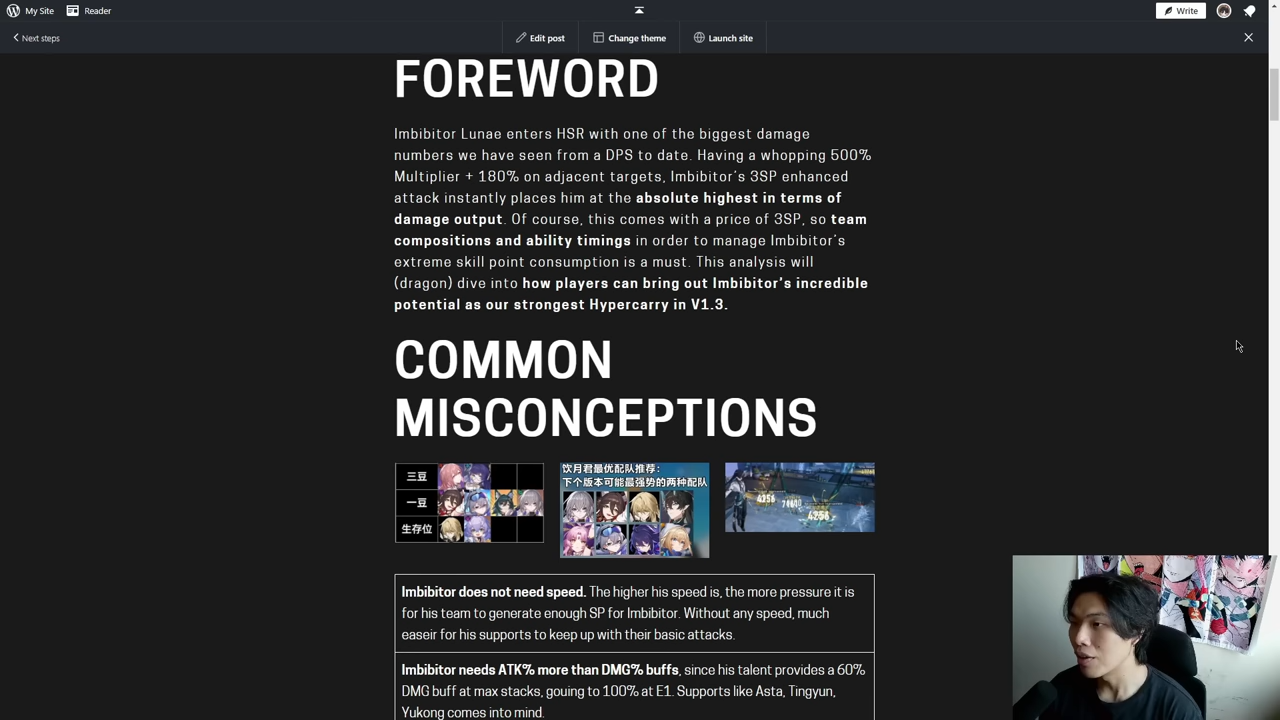 My Site
Reader
Write
Next steps
Edit post
Change theme
Launch site
FOREWORD
Imbibitor Lunae enters HSR with one of the biggest damage
numbers we have seen from a DPS to date. Having a whopping 500%
Multiplier + 180% on adjacent targets, Imbibitor's 3SP enhanced
attack instantly places him at the absolute highest in terms of
damage output. Of course, this comes with a price of 3SP, so team
compositions and ability timings in order to manage Imbibitor's
extreme skill point consumption is a must. This analysis will
(dragon) dive into how players can bring out Imbibitor's incredible
potential as our strongest Hypercarry in V1.3.
COMMON
MISCONCEPTIONS
三豆
一豆
生存位
饮月君最优配队推荐：
下个版本可能最强势的两种配队
4256
4256
Imbibitor does not need speed. The higher his speed is, the more pressure it is
for his team to generate enough SP for Imbibitor. Without any speed, much
easeir for his supports to keep up with their basic attacks.
Imbibitor needs ATK% more than DMG% buffs, since his talent provides a 60%
DMG buff at max stacks, gouing to 100% at E1. Supports like Asta, Tingyun,
Yukong comes into mind.